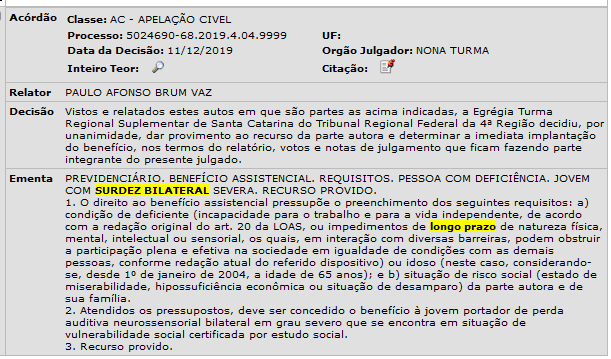 Acórdão Classe: AC - APELAÇÃO CIVEL
Processo: 5024690-68.2019.4.04.9999 UF:
Data da Decisão: 11/12/2019 Orgão Julgador: NONA TURMA
Inteiro Teor: Citação:
Relator PAULO AFONSO BRUM VAZ
Decisão Vistos e relatados estes autos em que são partes as acima indicadas, a Egrégia Turma
Regional Suplementar de Santa Catarina do Tribunal Regional Federal da 4ª Região decidiu, por
unanimidade, dar provimento ao recurso da parte autora e determinar a imediata implantação
do benefício, nos termos do relatório, votos e notas de julgamento que ficam fazendo parte
integrante do presente julgado.
Ementa PREVIDENCIÁRIO. BENEFÍCIO ASSISTENCIAL. REQUISITOS. PESSOA COM DEFICIÊNCIA. JOVEM
COM SURDEZ BILATERAL SEVERA. RECURSO PROVIDO.
1. O direito ao benefício assistencial pressupõe o preenchimento dos seguintes requisitos: a)
condição de deficiente (incapacidade para o trabalho e para a vida independente, de acordo
com a redação original do art. 20 da LOAS, ou impedimentos de longo prazo de natureza física,
mental, intelectual ou sensorial, os quais, em interação com diversas barreiras, podem obstruir
a participação plena e efetiva na sociedade em igualdade de condições com as demais
pessoas, conforme redação atual do referido dispositivo) ou idoso (neste caso, considerando-
se, desde 1º de janeiro de 2004, a idade de 65 anos); e b) situação de risco social (estado de
miserabilidade, hipossuficiência econômica ou situação de desamparo) da parte autora e de
sua família.
2. Atendidos os pressupostos, deve ser concedido o benefício à jovem portador de perda
auditiva neurossensorial bilateral em grau severo que se encontra em situação de
vulnerabilidade social certificada por estudo social.
3. Recurso provido.